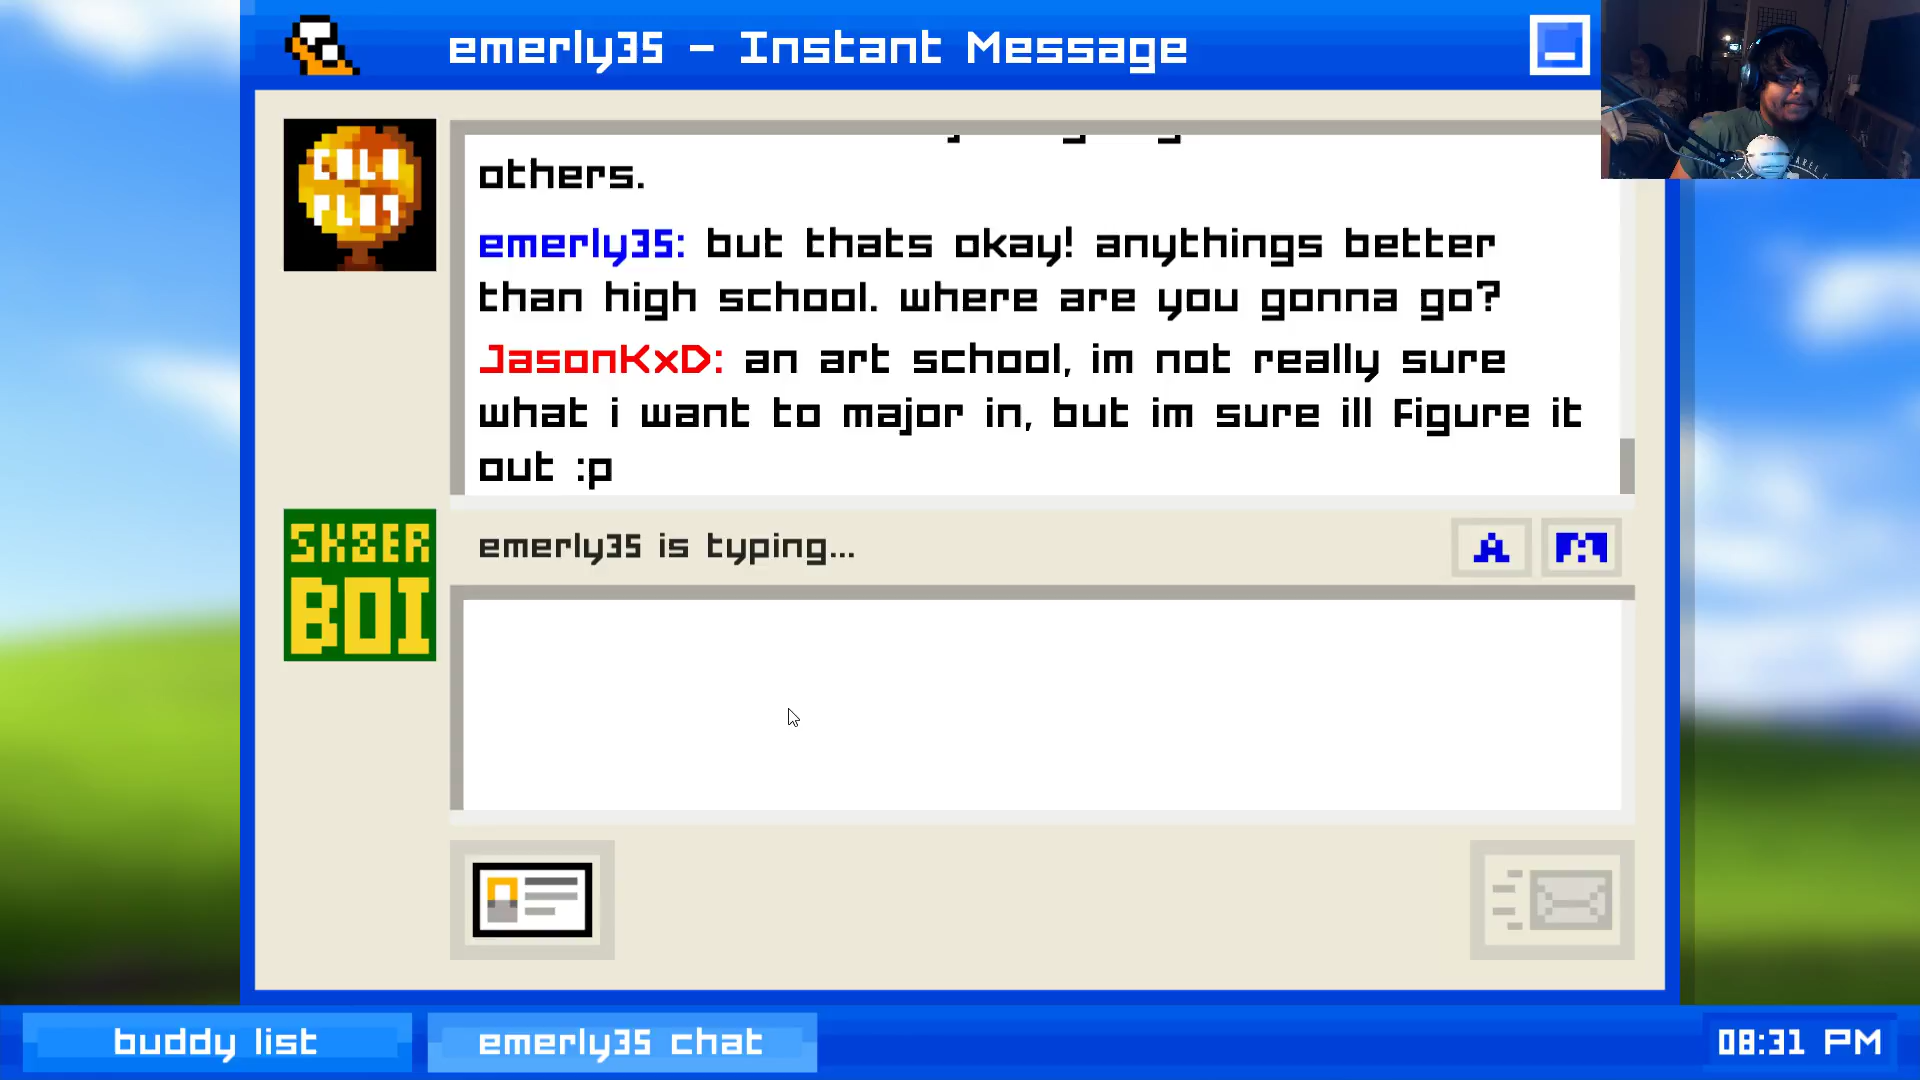 emerly35 - Instant Message
COLD
PLAY
others.
emerly35: but thats okay! anythings better
than high school. where are you gonna go?
JasonKxD: an art school, im not really sure
what i want to major in, but im sure ill figure it
out :p
SK8ER
BOI
emerly35 is typing...
A
buddy list
emerly35 chat
08:31 PM